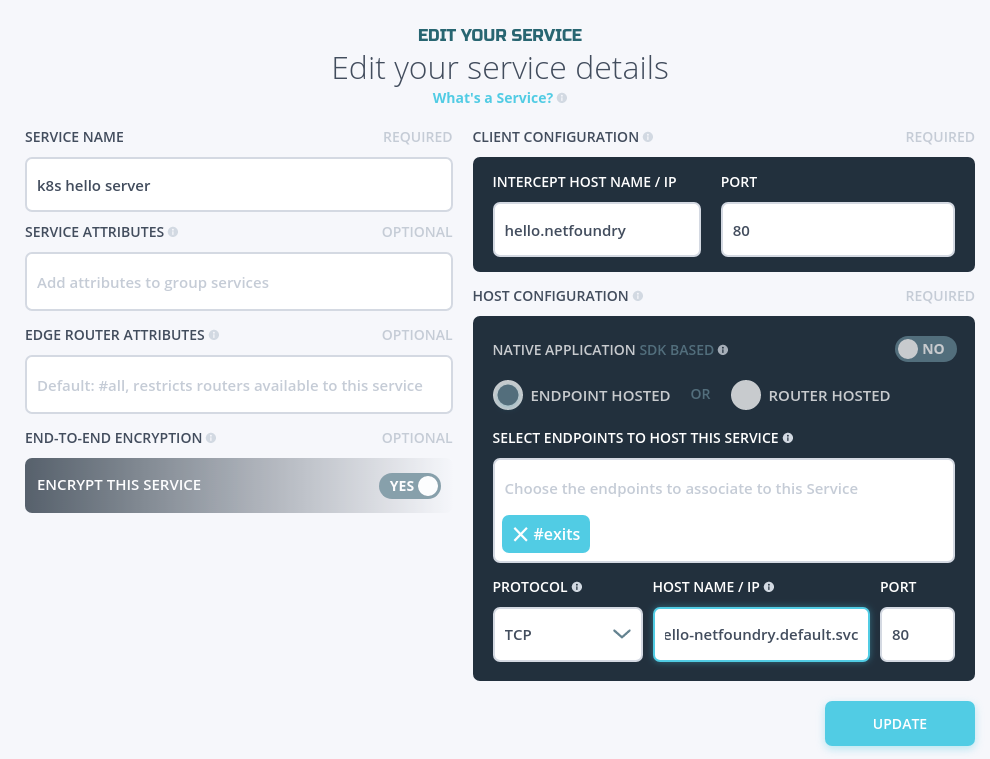 EDIT YOUR SERVICE
Edit your service details
What's a Service?
SERVICE NAME REQUIRED
k8s hello server
SERVICE ATTRIBUTES OPTIONAL
Add attributes to group services
EDGE ROUTER ATTRIBUTES OPTIONAL
Default: #all, restricts routers available to this service
END-TO-END ENCRYPTION OPTIONAL
ENCRYPT THIS SERVICE YES
CLIENT CONFIGURATION REQUIRED
INTERCEPT HOST NAME / IP PORT
hello.netfoundry 80
HOST CONFIGURATION REQUIRED
NATIVE APPLICATION SDK BASED NO
ENDPOINT HOSTED OR ROUTER HOSTED
SELECT ENDPOINTS TO HOST THIS SERVICE
Choose the endpoints to associate to this Service
#exits
PROTOCOL HOST NAME / IP PORT
TCP ello-netfoundry.default.svc 80
UPDATE